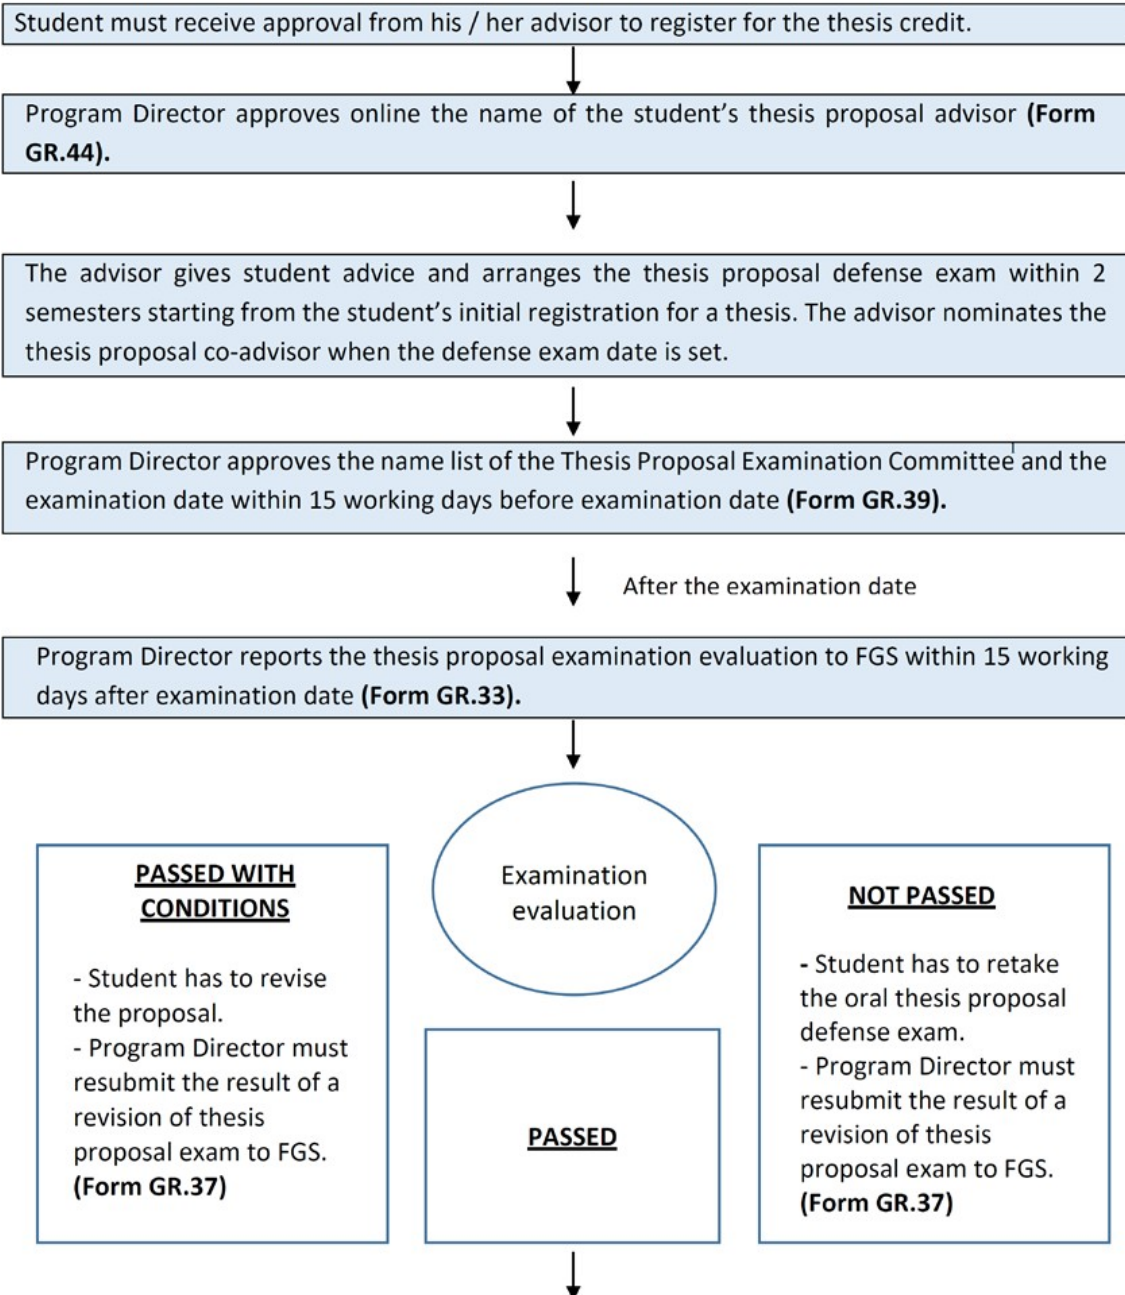 Student must receive approval from his / her advisor to register for the thesis credit.
Program Director approves online the name of the student's thesis proposal advisor (Form
GR.44).
The advisor gives student advice and arranges the thesis proposal defense exam within 2
semesters starting from the student's initial registration for a thesis. The advisor nominates the
thesis proposal co-advisor when the defense exam date is set.
Program Director approves the name list of the Thesis Proposal Examination Committee and the
examination date within 15 working days before examination date (Form GR.39).
After the examination date
Program Director reports the thesis proposal examination evaluation to FGS within 15 working
days after examination date (Form GR.33).
Examination
evaluation
PASSED WITH
CONDITIONS
- Student has to revise
the proposal.
- Program Director must
resubmit the result of a
revision of thesis
proposal exam to FGS.
(Form GR.37)
PASSED
NOT PASSED
- Student has to retake
the oral thesis proposal
defense exam.
- Program Director must
resubmit the result of a
revision of thesis
proposal exam to FGS.
(Form GR.37)